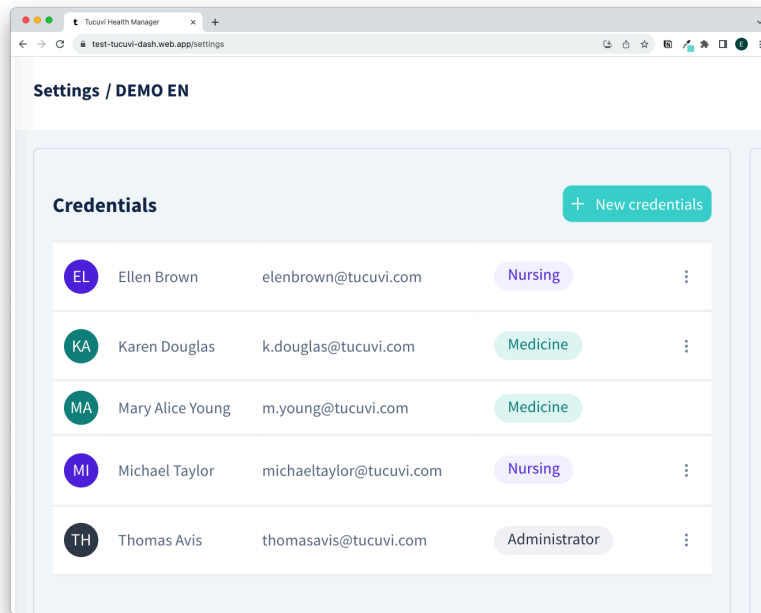 t Tucuvi Health Manager
test-tucuvi-dash.web.app/settings
E
Settings / DEMO EN
Credentials
+ New credentials
EL Ellen Brown elenbrown@tucuvi.com Nursing
KA Karen Douglas k.douglas@tucuvi.com Medicine
MA Mary Alice Young m.young@tucuvi.com Medicine
MI Michael Taylor michaeltaylor@tucuvi.com Nursing
TH Thomas Avis thomasavis@tucuvi.com Administrator